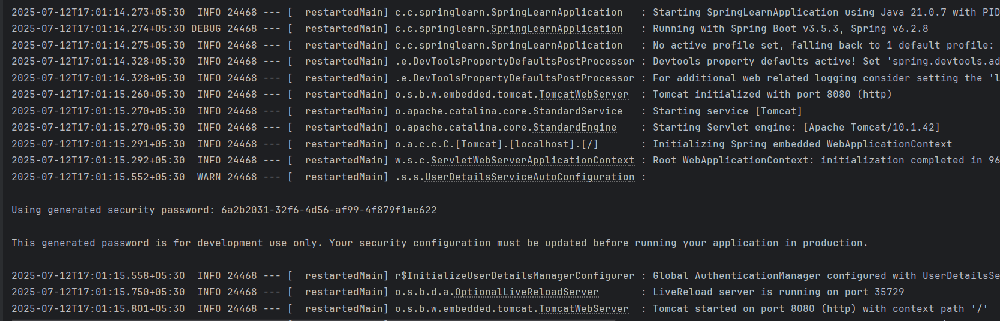 2025-07-12T17:01:14.273+05:30  INFO 24468 --- [  restartedMain] c.c.springlearn.SpringLearnApplication   : Starting SpringLearnApplication using Java 21.0.7 with PID
2025-07-12T17:01:14.274+05:30 DEBUG 24468 --- [  restartedMain] c.c.springlearn.SpringLearnApplication   : Running with Spring Boot v3.5.3, Spring v6.2.8
2025-07-12T17:01:14.275+05:30  INFO 24468 --- [  restartedMain] c.c.springlearn.SpringLearnApplication   : No active profile set, falling back to 1 default profile:
2025-07-12T17:01:14.328+05:30  INFO 24468 --- [  restartedMain] .e.DevToolsPropertyDefaultsPostProcessor : Devtools property defaults active! Set 'spring.devtools.ad
2025-07-12T17:01:14.328+05:30  INFO 24468 --- [  restartedMain] .e.DevToolsPropertyDefaultsPostProcessor : For additional web related logging consider setting the 'l
2025-07-12T17:01:15.260+05:30  INFO 24468 --- [  restartedMain] o.s.b.w.embedded.tomcat.TomcatWebServer  : Tomcat initialized with port 8080 (http)
2025-07-12T17:01:15.270+05:30  INFO 24468 --- [  restartedMain] o.apache.catalina.core.StandardService   : Starting service [Tomcat]
2025-07-12T17:01:15.270+05:30  INFO 24468 --- [  restartedMain] o.apache.catalina.core.StandardEngine    : Starting Servlet engine: [Apache Tomcat/10.1.42]
2025-07-12T17:01:15.291+05:30  INFO 24468 --- [  restartedMain] o.a.c.c.C.[Tomcat].[localhost].[/]       : Initializing Spring embedded WebApplicationContext
2025-07-12T17:01:15.292+05:30  INFO 24468 --- [  restartedMain] w.s.c.ServletWebServerApplicationContext : Root WebApplicationContext: initialization completed in 96
2025-07-12T17:01:15.552+05:30  WARN 24468 --- [  restartedMain] .s.s.UserDetailsServiceAutoConfiguration :
Using generated security password: 6a2b2031-32f6-4d56-af99-4f879f1ec622
This generated password is for development use only. Your security configuration must be updated before running your application in production.
2025-07-12T17:01:15.558+05:30  INFO 24468 --- [  restartedMain] r$InitializeUserDetailsManagerConfigurer : Global AuthenticationManager configured with UserDetailsSe
2025-07-12T17:01:15.750+05:30  INFO 24468 --- [  restartedMain] o.s.b.d.a.OptionalLiveReloadServer       : LiveReload server is running on port 35729
2025-07-12T17:01:15.801+05:30  INFO 24468 --- [  restartedMain] o.s.b.w.embedded.tomcat.TomcatWebServer  : Tomcat started on port 8080 (http) with context path '/'